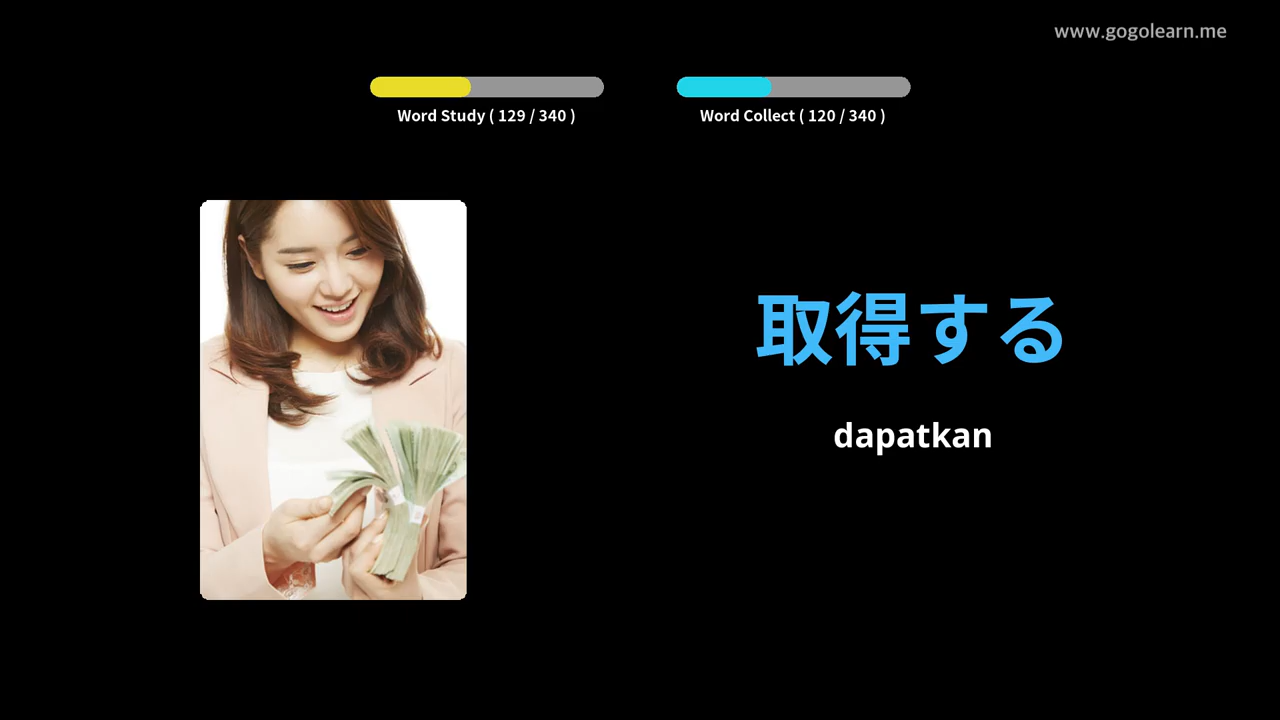 www.gogolearn.me
Word Study ( 129 / 340 )
Word Collect ( 120 / 340 )
取得する
dapatkan